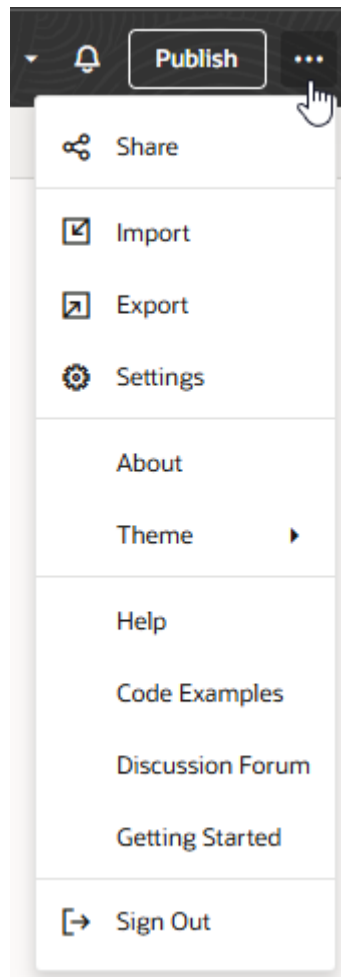 Publish
Share
Import
Export
Settings
About
Theme
Help
Code Examples
Discussion Forum
Getting Started
Sign Out